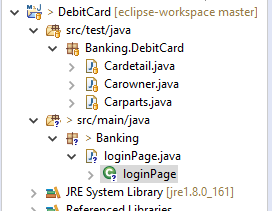 > DebitCard [eclipse-workspace master]
src/test/java
Banking.DebitCard
Cardetail.java
Carowner.java
Carparts.java
> src/main/java
> Banking
loginPage.java
loginPage
JRE System Library [jre1.8.0_161]
Referenced Libraries